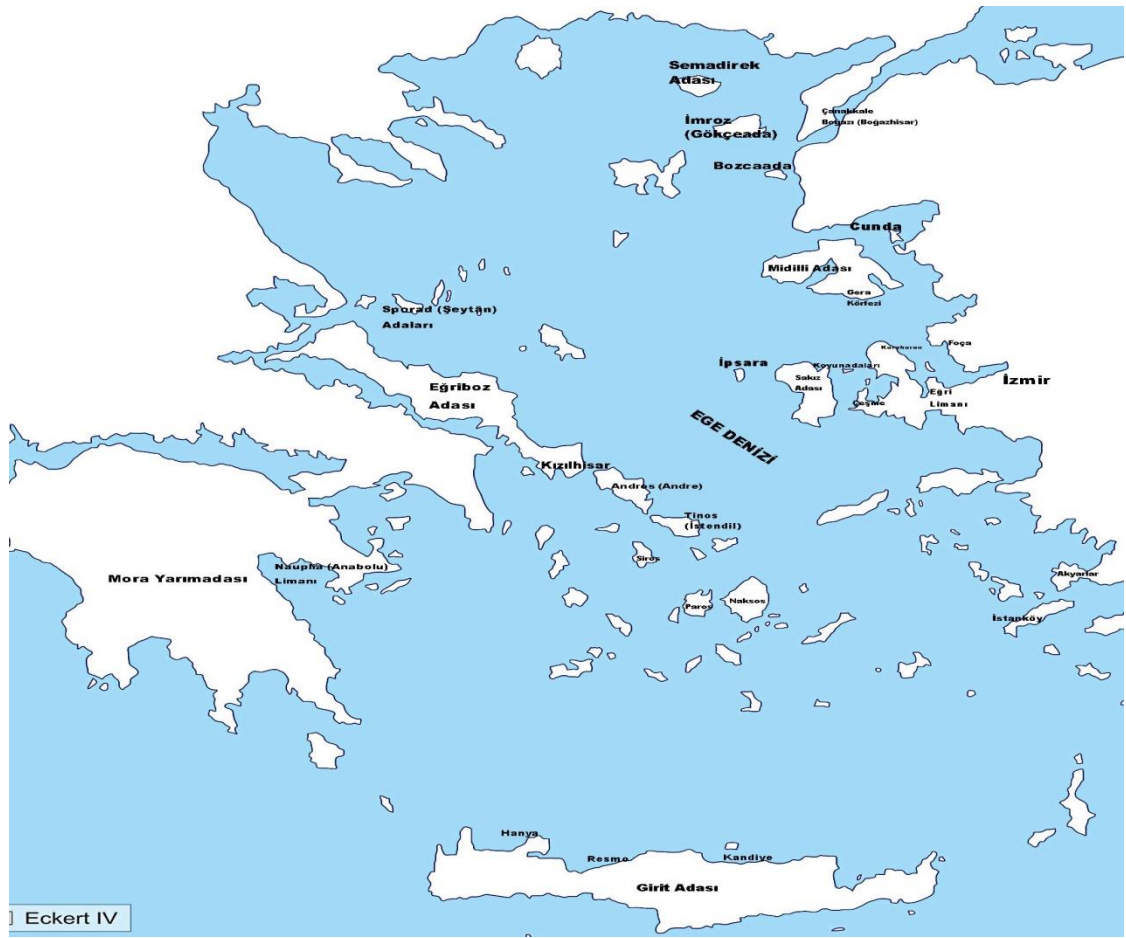 Semadirek
Adası
Çanakkale
Boğazı (Boğazhisar)
İmroz
(Gökçeada)
Bozcaada
Cunda
Midilli Adası
Gera
Körfezi
Sporad (Şeytân)
Adaları
Karaburun
Foça
İpsara
Koyunadaları
Sakız
Adası
İzmir
Eğriboz
Adası
Çeşme
Eğri
Limanı
EGE DENİZİ
Kızılhisar
Andros (Andre)
Tinos
(İstendil)
Siros
Nauplia (Anabolu)
Limanı
Mora Yarımadası
Akyarlar
Paros
Naksos
İstanköy
Hanya
Resmo
Kandiye
Girit Adası
Eckert IV